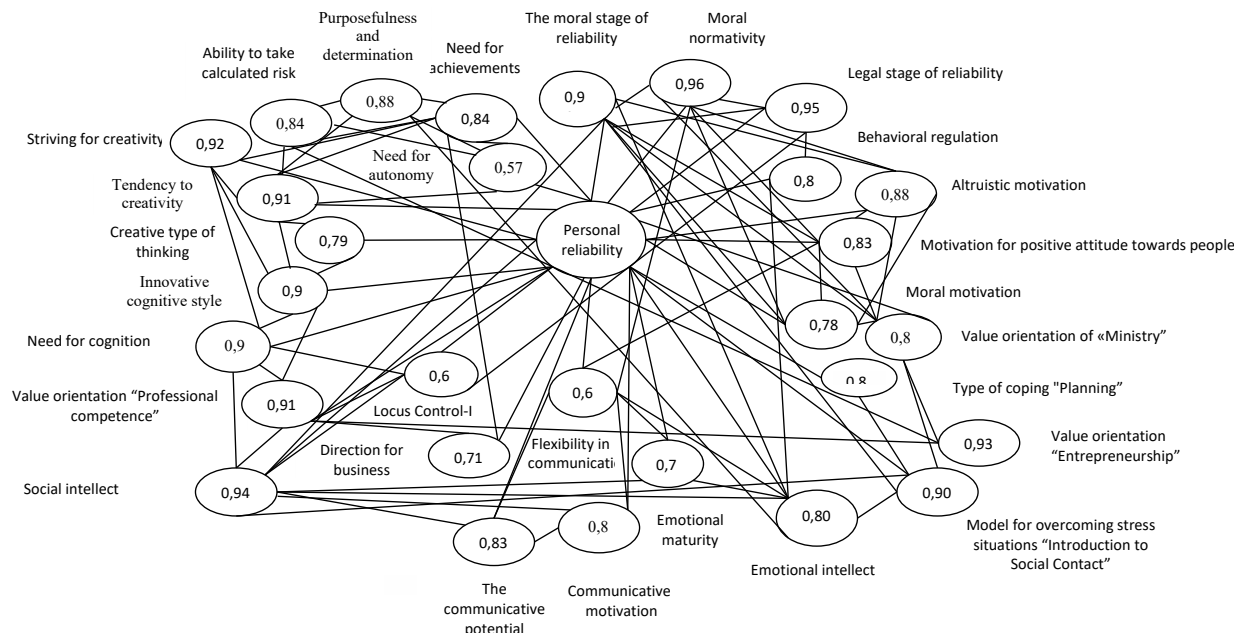 Purposefulness
and
determination
The moral stage of
reliability
Moral
normativity
Ability to take
calculated risk
Need for
achievements
Legal stage of reliability
0,88
0,9
0,96
0,95
0,84
0,84
Striving for creativity
0,92
Behavioral regulation
Need for
autonomy
0,57
0,8
Tendency to
creativity
0,91
0,88
Altruistic motivation
Creative type of
thinking
0,79
Personal
reliability
0,83
Motivation for positive attitude towards people
Innovative
cognitive style
0,9
Moral motivation
0,78
Need for cognition
0,9
0,8
Value orientation of «Ministry”
0,6
0,8
Type of coping "Planning”
Value orientation “Professional
competence”
0,91
Locus Control-I
0,6
Direction for
business
0,71
Flexibility in
communicati
0,7
0,93
Value orientation
“Entrepreneurship”
Social intellect
0,94
0,90
0,80
0,83
0,8
Emotional
maturity
Model for overcoming stress
situations “Introduction to
Social Contact”
Emotional intellect
The
communicative
potential
Communicative
motivation